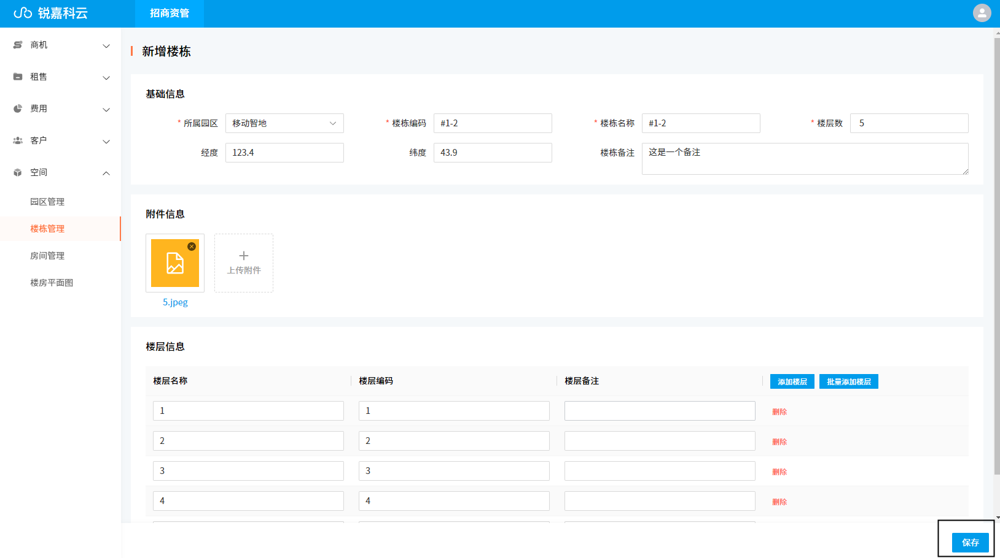 锐嘉科云 招商资管
商机
租售
费用
客户
空间
园区管理
楼栋管理
房间管理
楼房平面图
新增楼栋
基础信息
* 所属园区 移动智地 * 楼栋编码 #1-2 * 楼栋名称 #1-2 * 楼层数 5
经度 123.4 纬度 43.9 楼栋备注 这是一个备注
附件信息
上传附件
5.jpeg
楼层信息
楼层名称 楼层编码 楼层备注 添加楼层 批量添加楼层
1 1 删除
2 2 删除
3 3 删除
4 4 删除
保存